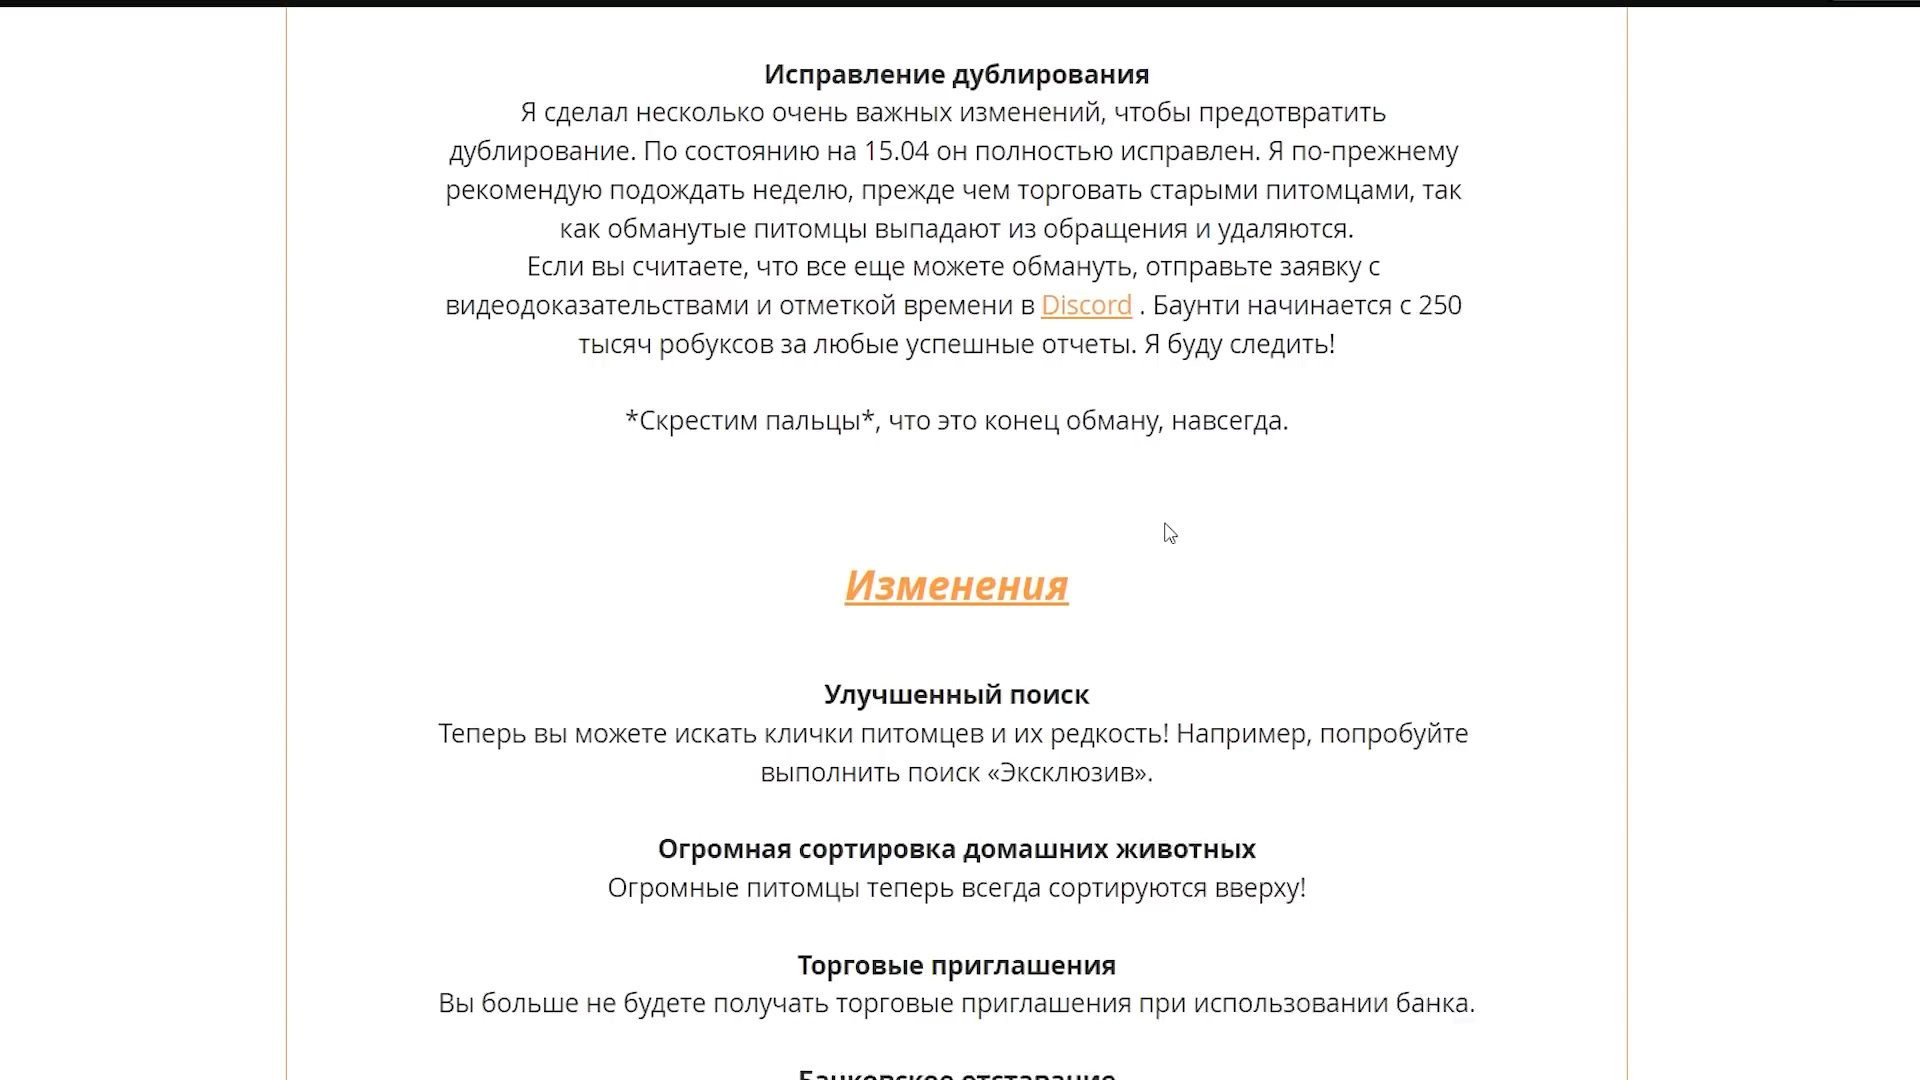 Исправление дублирования
Я сделал несколько очень важных изменений, чтобы предотвратить
дублирование. По состоянию на 15.04 он полностью исправлен. Я по-прежнему
рекомендую подождать неделю, прежде чем торговать старыми питомцами, так
как обманутые питомцы выпадают из обращения и удаляются.
Если вы считаете, что все еще можете обмануть, отправьте заявку с
видеодоказательствами и отметкой времени в Discord . Баунти начинается с 250
тысяч робуксов за любые успешные отчеты. Я буду следить!
*Скрестим пальцы*, что это конец обману, навсегда.
Изменения
Улучшенный поиск
Теперь вы можете искать клички питомцев и их редкость! Например, попробуйте
выполнить поиск «Эксклюзив».
Огромная сортировка домашних животных
Огромные питомцы теперь всегда сортируются вверху!
Торговые приглашения
Вы больше не будете получать торговые приглашения при использовании банка.
Банковское отставание